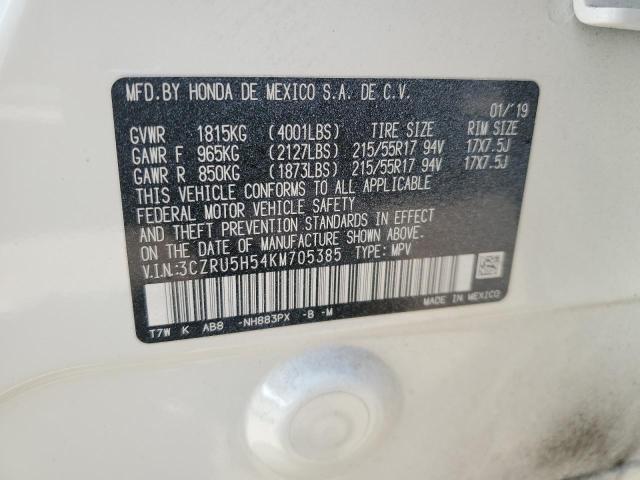 MFD.BY HONDA DE MEXICO S.A. DE C.V.
01/'19
GVWR 1815KG (4001LBS) TIRE SIZE RIM SIZE
GAWR F 965KG (2127LBS) 215/55R17 94V 17X7.5J
GAWR R 850KG (1873LBS) 215/55R17 94V 17X7.5J
THIS VEHICLE CONFORMS TO ALL APPLICABLE
FEDERAL MOTOR VEHICLE SAFETY
AND THEFT PREVENTION STANDARDS IN EFFECT
ON THE DATE OF MANUFACTURE SHOWN ABOVE.
V.I.N:3CZRU5H54KM705385 TYPE: MPV
T7W K AB8 -NH883PX -B -M
MADE IN MEXICO